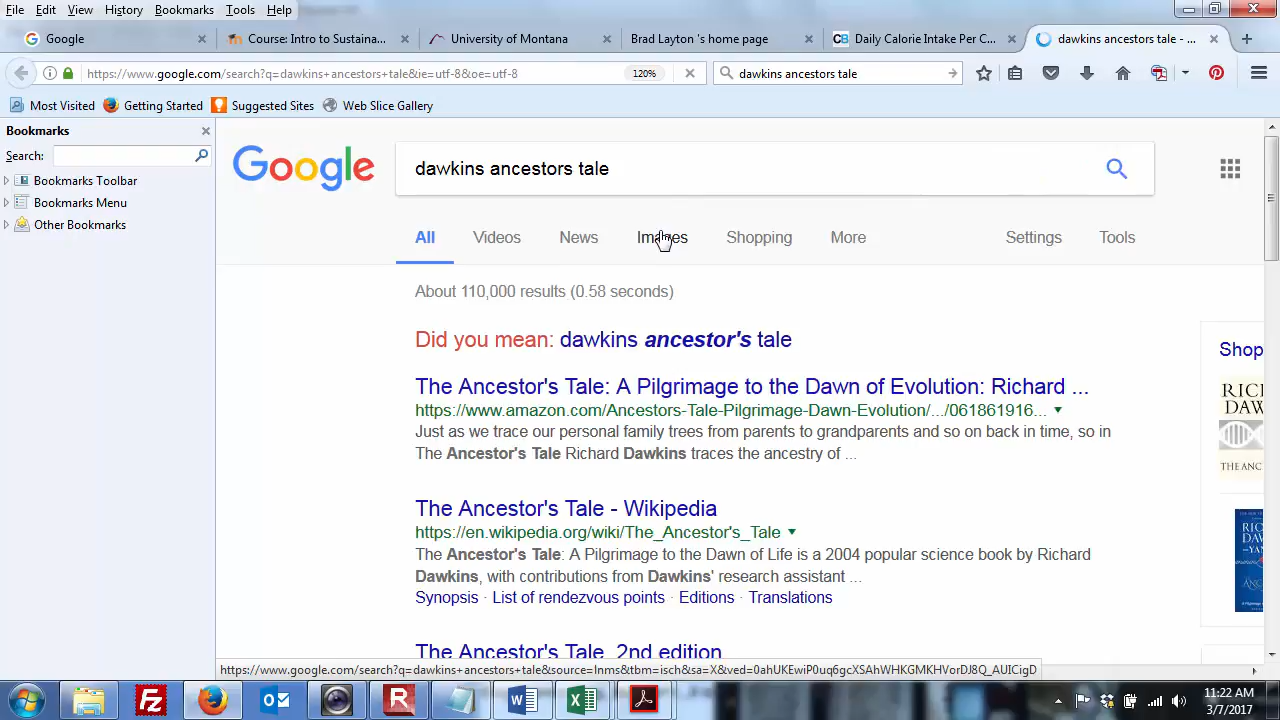 File Edit View History Bookmarks Tools Help
Google
Course: Intro to Sustaina...
University of Montana
Brad Layton 's home page
CB Daily Calorie Intake Per C...
dawkins ancestors tale - ...
https://www.google.com/search?q=dawkins+ancestors+tale&ie=utf-8&oe=utf-8
120%
dawkins ancestors tale
Most Visited Getting Started Suggested Sites Web Slice Gallery
Bookmarks
Search:
Bookmarks Toolbar
Bookmarks Menu
Other Bookmarks
Google
dawkins ancestors tale
All Videos News Images Shopping More Settings Tools
About 110,000 results (0.58 seconds)
Did you mean: dawkins ancestor's tale
The Ancestor's Tale: A Pilgrimage to the Dawn of Evolution: Richard ...
https://www.amazon.com/Ancestors-Tale-Pilgrimage-Dawn-Evolution/.../061861916...
Just as we trace our personal family trees from parents to grandparents and so on back in time, so in
The Ancestor's Tale Richard Dawkins traces the ancestry of ...
The Ancestor's Tale - Wikipedia
https://en.wikipedia.org/wiki/The_Ancestor's_Tale
The Ancestor's Tale: A Pilgrimage to the Dawn of Life is a 2004 popular science book by Richard
Dawkins, with contributions from Dawkins' research assistant ...
Synopsis · List of rendezvous points · Editions · Translations
The Ancestor's Tale, 2nd edition
Shop
RIC
DAW
THE ANC
https://www.google.com/search?q=dawkins+ancestors+tale&source=lnms&tbm=isch&sa=X&ved=0ahUKEwiP0uq6gcXSAhWHKGMKHVorDJ8Q_AUICigD
11:22 AM
3/7/2017